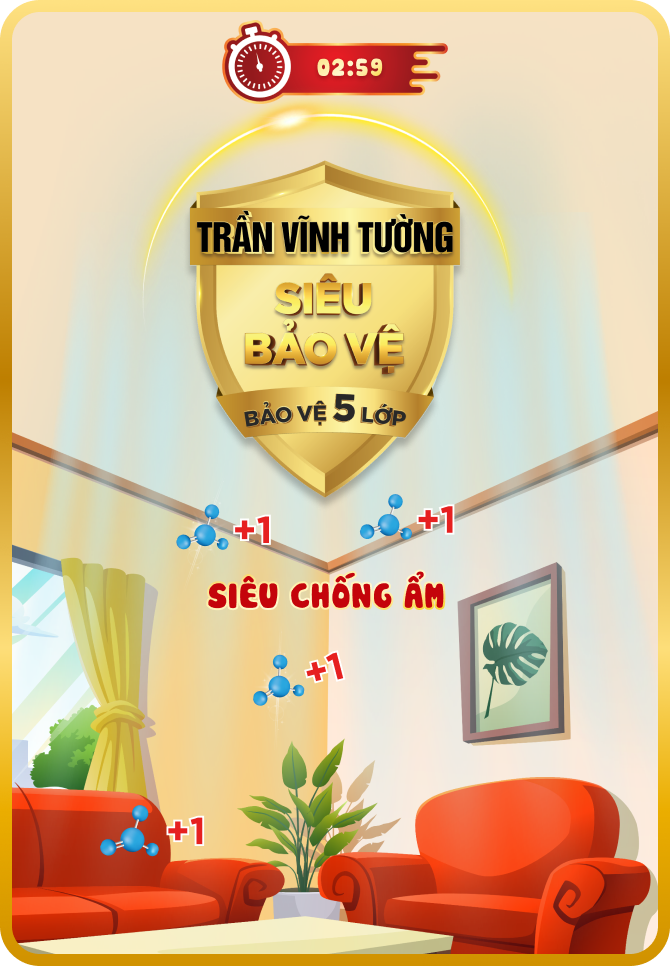 02:59
TRẦN VĨNH TƯỜNG
SIÊU
BẢO VỆ
BẢO VỆ 5 LỚP
+1
+1
SIÊU CHỐNG ẨM
+1
+1